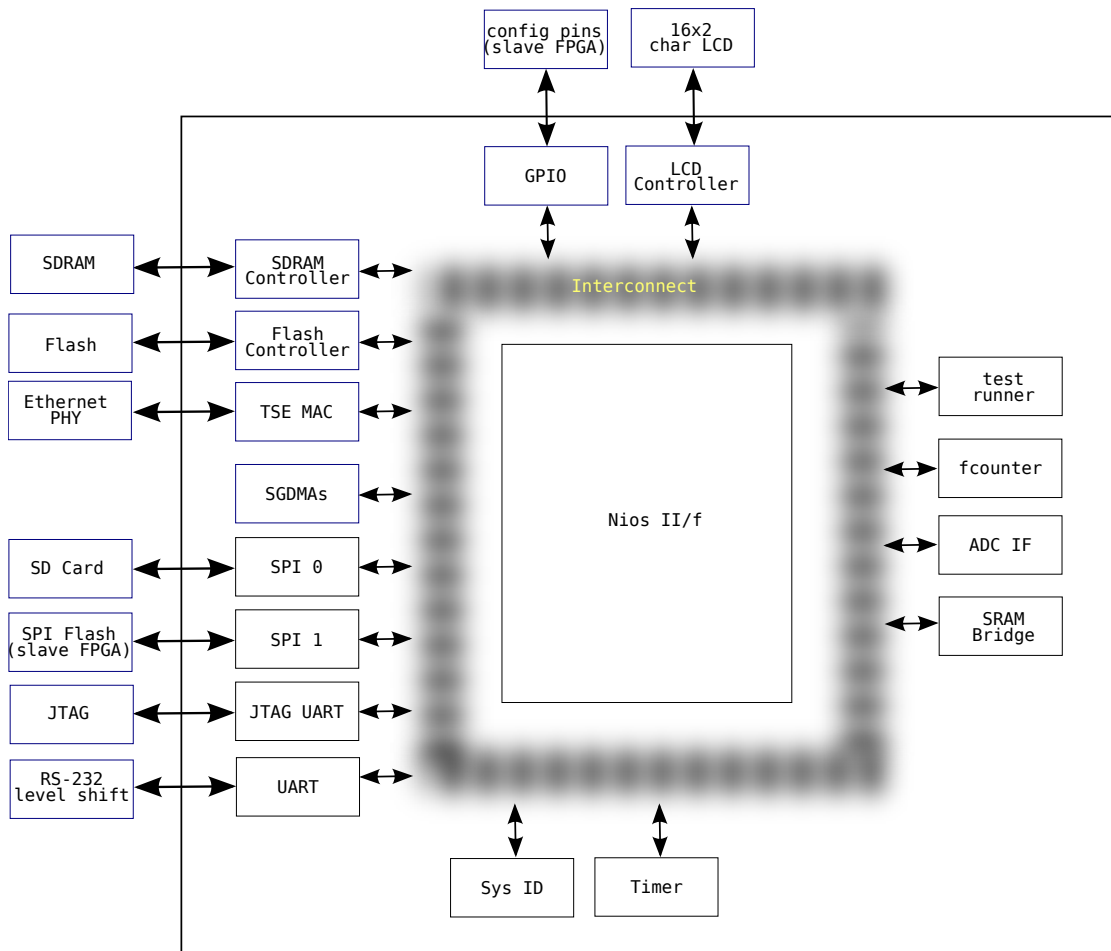 config pins
(slave FPGA)
16x2
char LCD
GPIO
LCD
Controller
SDRAM
SDRAM
Controller
Interconnect
Flash
Flash
Controller
Ethernet
PHY
TSE MAC
test
runner
SGDMAs
fcounter
Nios II/f
SD Card
SPI 0
ADC IF
SPI Flash
(slave FPGA)
SPI 1
SRAM
Bridge
JTAG
JTAG UART
RS-232
level shift
UART
Sys ID
Timer